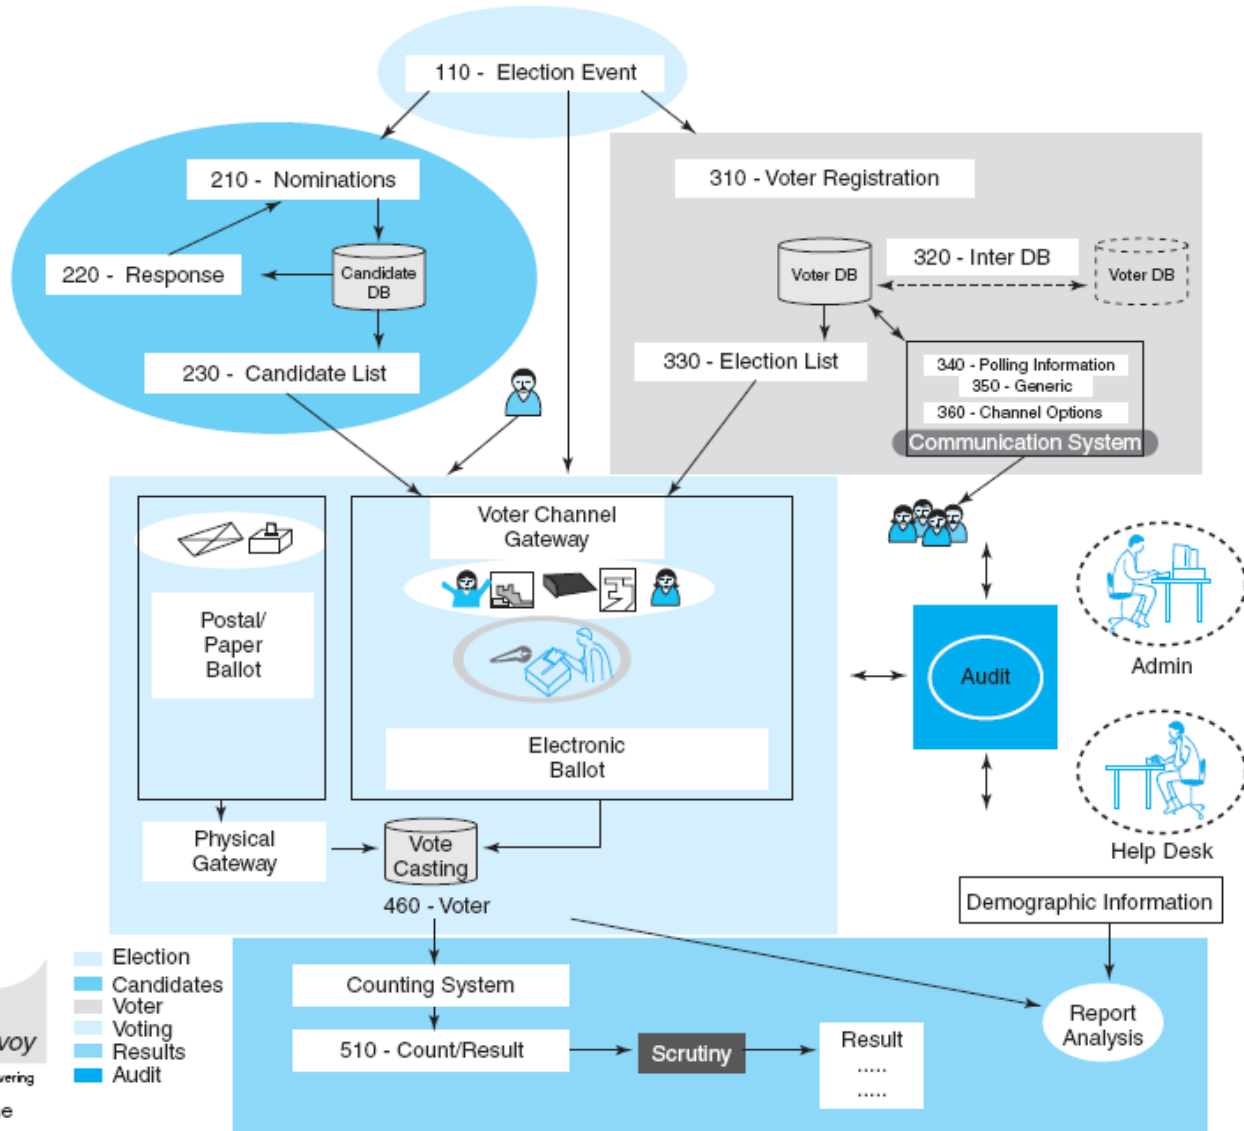 110 - Election Event
210 - Nominations
310 - Voter Registration
220 - Response
Candidate
DB
Voter DB
320 - Inter DB
Voter DB
230 - Candidate List
330 - Election List
340 - Polling Information
350 - Generic
360 - Channel Options
Communication System
Voter Channel
Gateway
Postal/
Paper
Ballot
Electronic
Ballot
Audit
Admin
Help Desk
Physical
Gateway
Vote
Casting
460 - Voter
Demographic Information
Election
Candidates
Voter
Voting
Results
Audit
Counting System
510 - Count/Result
Scrutiny
Result
.....
.....
Report
Analysis